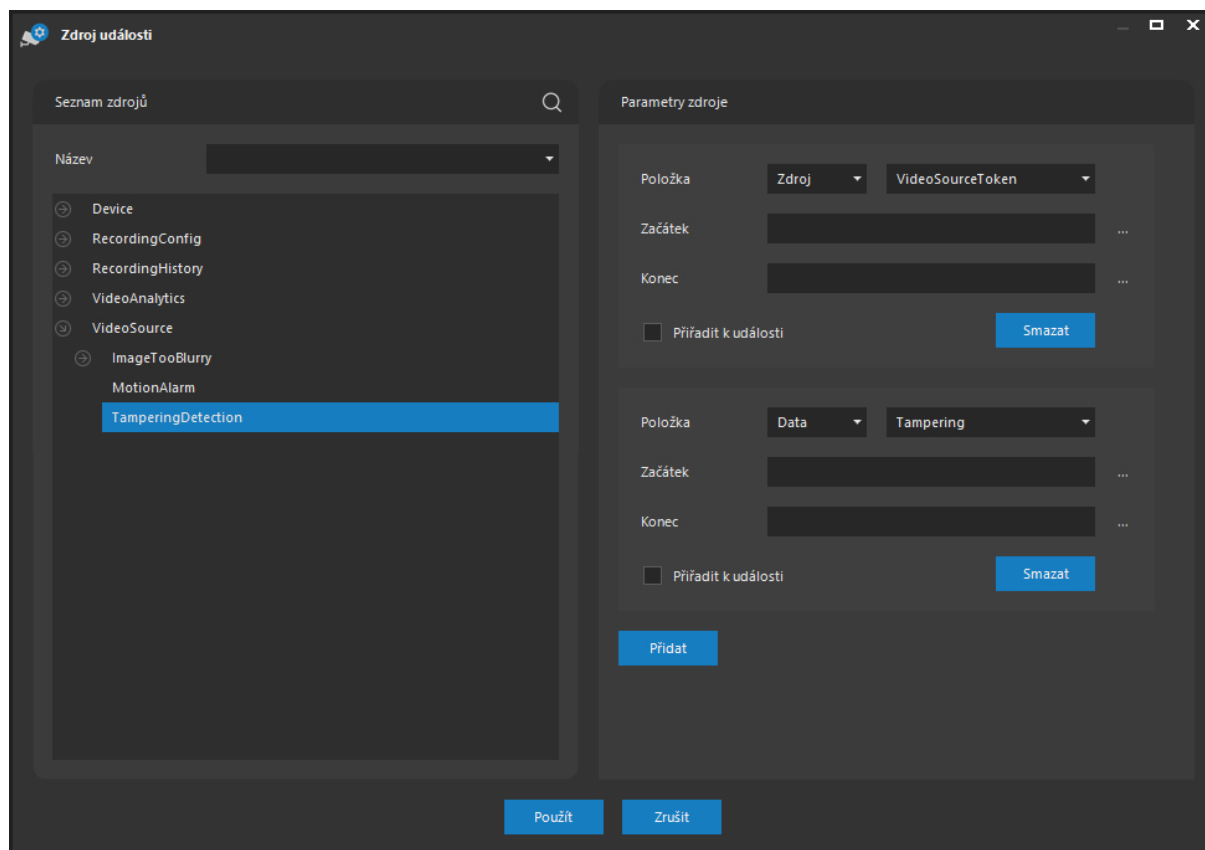 Zdroj události
Seznam zdrojů
Název
Device
RecordingConfig
RecordingHistory
VideoAnalytics
VideoSource
ImageTooBlurry
MotionAlarm
TamperingDetection
Parametry zdroje
Položka Zdroj VideoSourceToken
Začátek ...
Konec ...
Přiřadit k události Smazat
Položka Data Tampering
Začátek ...
Konec ...
Přiřadit k události Smazat
Přidat
Použít Zrušit